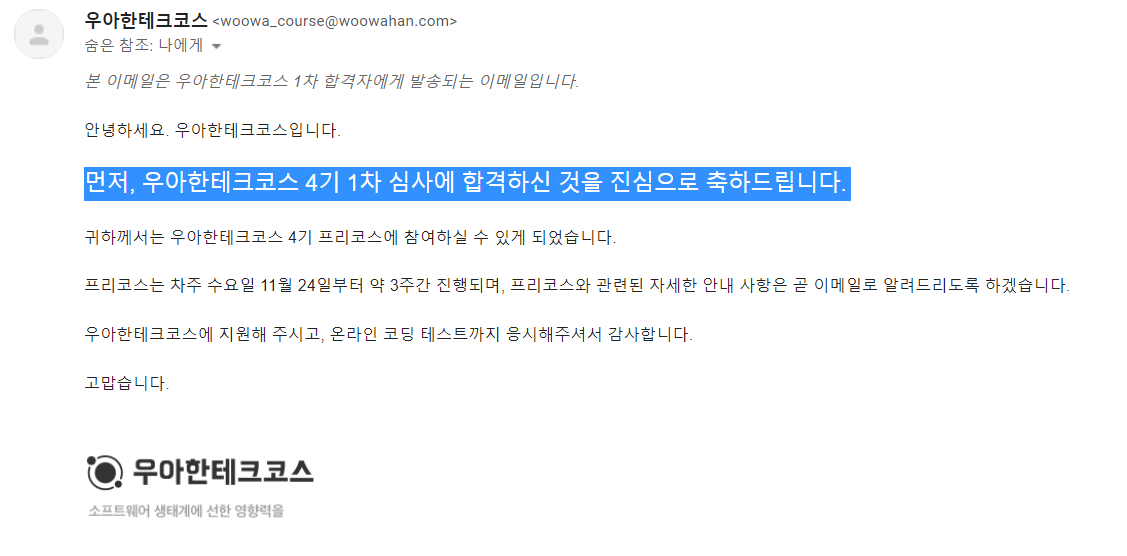 우아한테크코스 <woowa_course@woowahan.com>
숨은 참조: 나에게
본 이메일은 우아한테크코스 1차 합격자에게 발송되는 이메일입니다.
안녕하세요. 우아한테크코스입니다.
먼저, 우아한테크코스 4기 1차 심사에 합격하신 것을 진심으로 축하드립니다.
귀하께서는 우아한테크코스 4기 프리코스에 참여하실 수 있게 되었습니다.
프리코스는 차주 수요일 11월 24일부터 약 3주간 진행되며, 프리코스와 관련된 자세한 안내 사항은 곧 이메일로 알려드리도록 하겠습니다.
우아한테크코스에 지원해 주시고, 온라인 코딩 테스트까지 응시해주셔서 감사합니다.
고맙습니다.
우아한테크코스
소프트웨어 생태계에 선한 영향력을